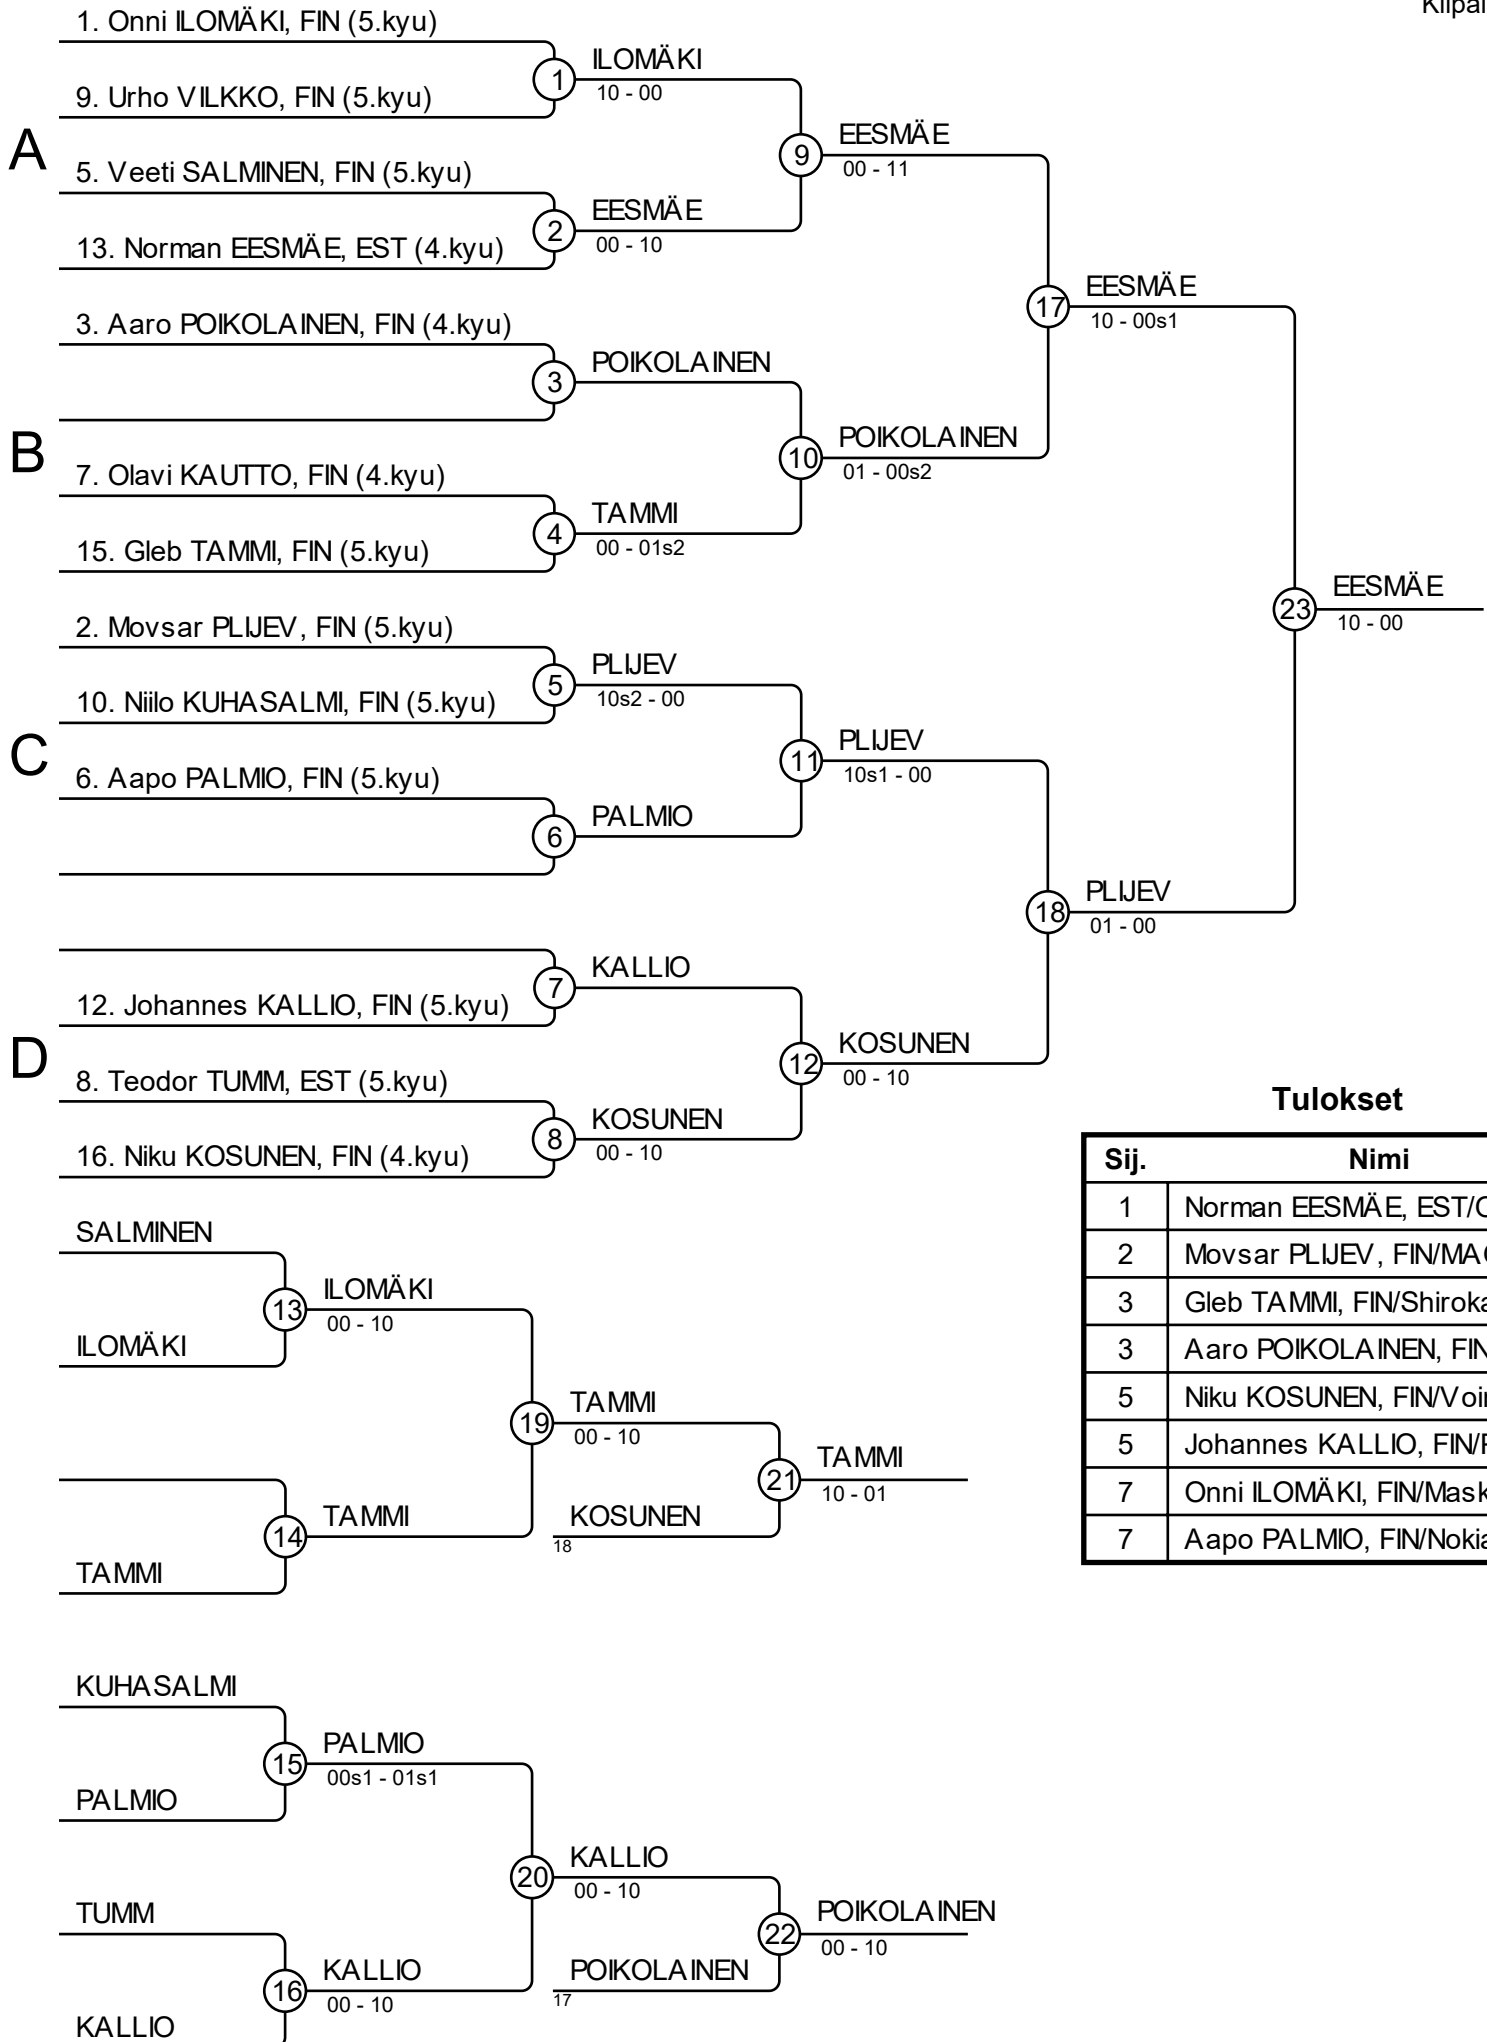 Kilpai
1. Onni ILOMÄKI, FIN (5.kyu)
1
ILOMÄKI
10 - 00
9. Urho VILKKO, FIN (5.kyu)
A
9
EESMÄE
00 - 11
5. Veeti SALMINEN, FIN (5.kyu)
2
EESMÄE
00 - 10
13. Norman EESMÄE, EST (4.kyu)
17
EESMÄE
10 - 00s1
3. Aaro POIKOLAINEN, FIN (4.kyu)
3
POIKOLAINEN
B
10
POIKOLAINEN
01 - 00s2
7. Olavi KAUTTO, FIN (4.kyu)
4
TAMMI
00 - 01s2
15. Gleb TAMMI, FIN (5.kyu)
23
EESMÄE
10 - 00
2. Movsar PLIJEV, FIN (5.kyu)
5
PLIJEV
10s2 - 00
10. Niilo KUHASALMI, FIN (5.kyu)
C
11
PLIJEV
10s1 - 00
6. Aapo PALMIO, FIN (5.kyu)
6
PALMIO
18
PLIJEV
01 - 00
7
KALLIO
12. Johannes KALLIO, FIN (5.kyu)
D
12
KOSUNEN
00 - 10
8. Teodor TUMM, EST (5.kyu)
8
KOSUNEN
00 - 10
16. Niku KOSUNEN, FIN (4.kyu)
Tulokset
Sij. Nimi
1 Norman EESMÄE, EST/
2 Movsar PLIJEV, FIN/MA
3 Gleb TAMMI, FIN/Shiroka
3 Aaro POIKOLAINEN, FIN
5 Niku KOSUNEN, FIN/Voi
5 Johannes KALLIO, FIN/
7 Onni ILOMÄKI, FIN/Mask
7 Aapo PALMIO, FIN/Nokia
SALMINEN
13
ILOMÄKI
00 - 10
ILOMÄKI
19
TAMMI
00 - 10
21
TAMMI
10 - 01
14
TAMMI
KOSUNEN
18
TAMMI
KUHASALMI
15
PALMIO
00s1 - 01s1
PALMIO
20
KALLIO
00 - 10
TUMM
22
POIKOLAINEN
00 - 10
16
KALLIO
00 - 10
POIKOLAINEN
17
KALLIO